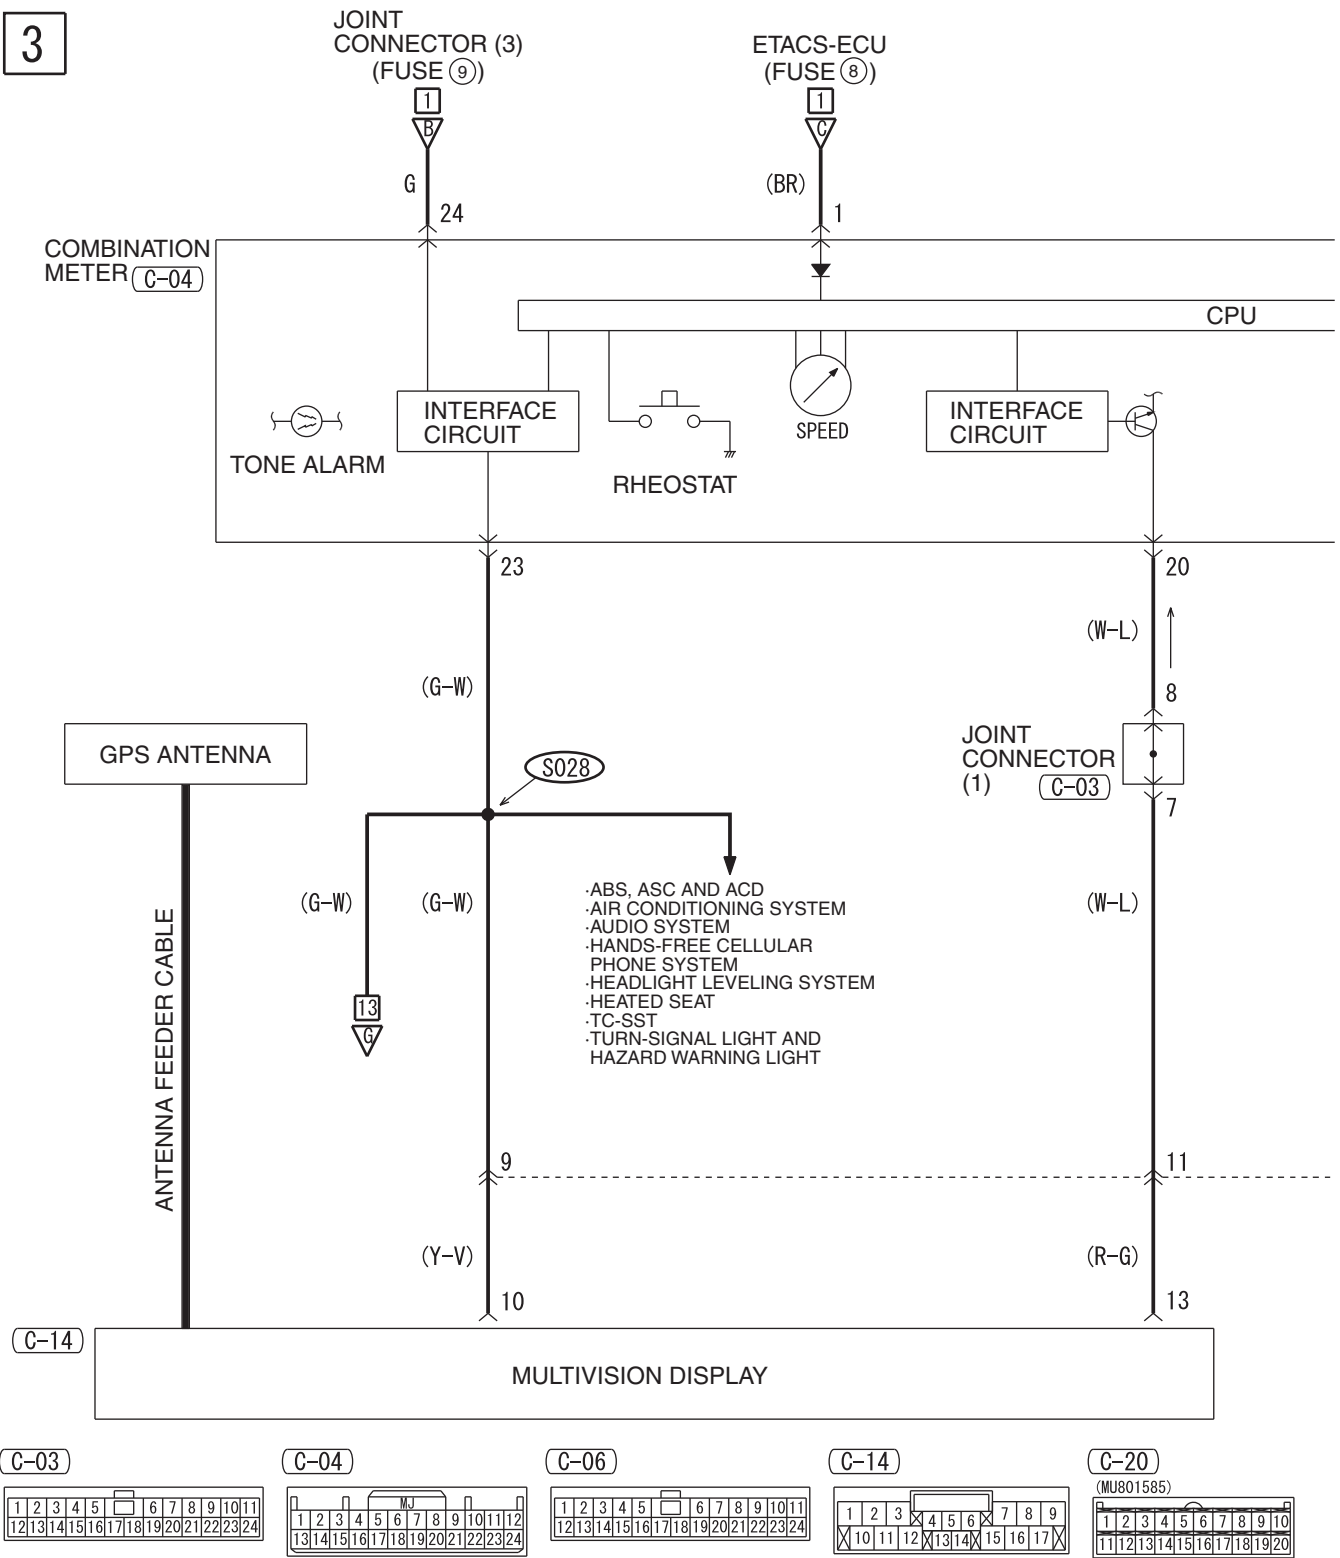 3
JOINT
CONNECTOR (3)
(FUSE 9)
1
B
G
24
ETACS-ECU
(FUSE 8)
1
C
(BR)
1
COMBINATION
METER C-04
CPU
TONE ALARM
INTERFACE
CIRCUIT
RHEOSTAT
SPEED
INTERFACE
CIRCUIT
23
20
(W-L)
8
(G-W)
GPS ANTENNA
S028
JOINT
CONNECTOR
(1) C-03
7
(G-W)
(G-W)
(W-L)
·ABS, ASC AND ACD
·AIR CONDITIONING SYSTEM
·AUDIO SYSTEM
·HANDS-FREE CELLULAR
PHONE SYSTEM
·HEADLIGHT LEVELING SYSTEM
·HEATED SEAT
·TC-SST
·TURN-SIGNAL LIGHT AND
HAZARD WARNING LIGHT
13
G
ANTENNA FEEDER CABLE
9
11
(Y-V)
(R-G)
10
13
C-14
MULTIVISION DISPLAY
C-03
1 2 3 4 5 6 7 8 9 10 11
12 13 14 15 16 17 18 19 20 21 22 23 24
C-04
MJ
1 2 3 4 5 6 7 8 9 10 11 12
13 14 15 16 17 18 19 20 21 22 23 24
C-06
1 2 3 4 5 6 7 8 9 10 11
12 13 14 15 16 17 18 19 20 21 22 23 24
C-14
1 2 3 4 5 6 7 8 9
10 11 12 13 14 15 16 17
C-20
(MU801585)
1 2 3 4 5 6 7 8 9 10
11 12 13 14 15 16 17 18 19 20